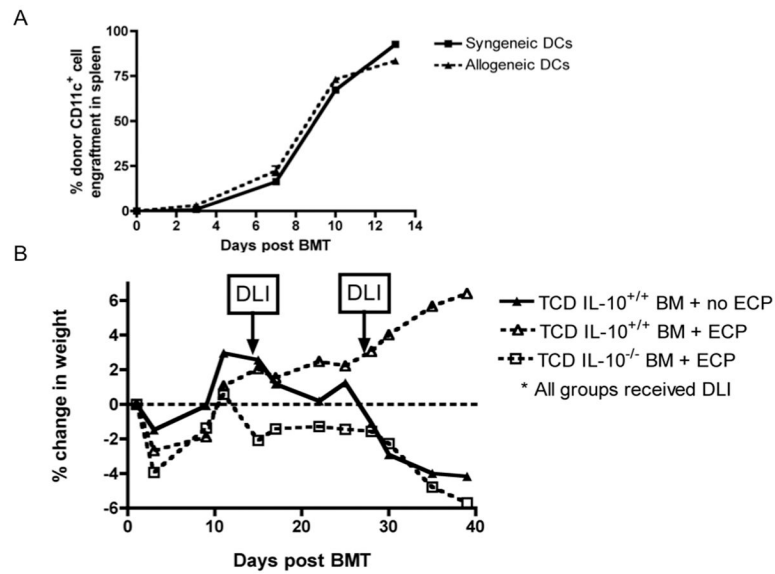 A
% donor CD11c⁺ cell
engraftment in spleen
100
75
50
25
0
0 2 4 6 8 10 12 14
Days post BMT
Syngeneic DCs
Allogeneic DCs
B
% change in weight
6
4
2
0
-2
-4
-6
0 10 20 30 40
Days post BMT
DLI
DLI
TCD IL-10⁺/⁺ BM + no ECP
TCD IL-10⁺/⁺ BM + ECP
TCD IL-10⁻/⁻ BM + ECP
* All groups received DLI